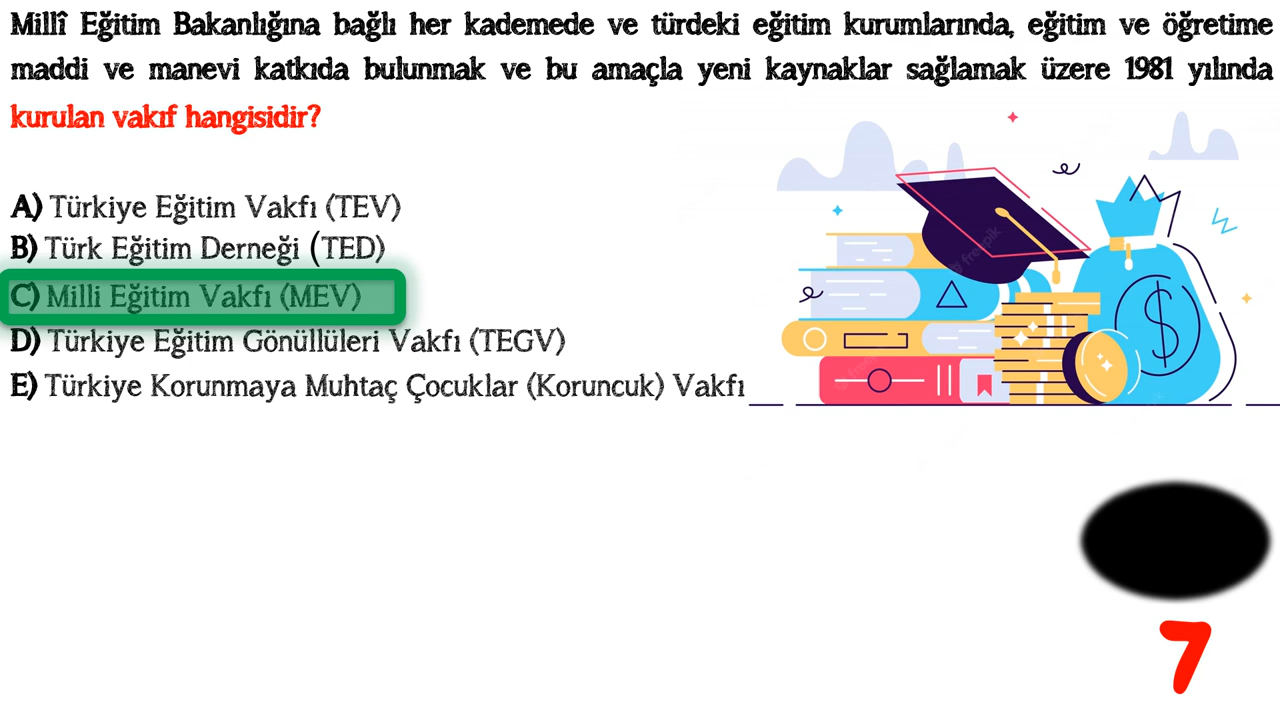 Millî Eğitim Bakanlığına bağlı her kademede ve türdeki eğitim kurumlarında, eğitim ve öğretime
maddi ve manevi katkıda bulunmak ve bu amaçla yeni kaynaklar sağlamak üzere 1981 yılında
kurulan vakıf hangisidir?
A) Türkiye Eğitim Vakfı (TEV)
B) Türk Eğitim Derneği (TED)
C) Milli Eğitim Vakfı (MEV)
D) Türkiye Eğitim Gönüllüleri Vakfı (TEGV)
E) Türkiye Korunmaya Muhtaç Çocuklar (Koruncuk) Vakfı
freepik
7